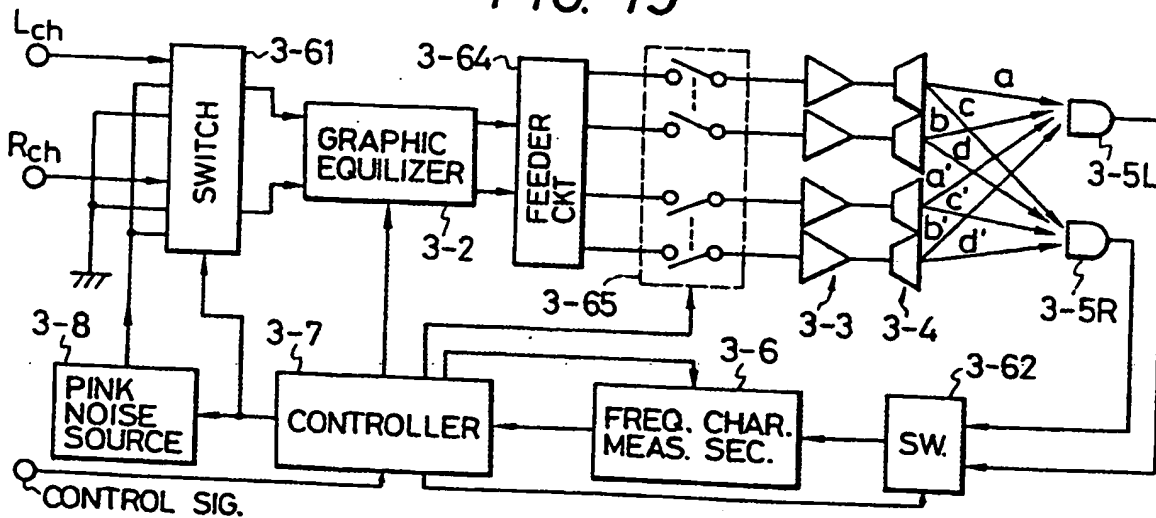 FIG. 15
Lch
Rch
3-61
SWITCH
GRAPHIC
EQUILIZER
3-2
3-64
FEEDER
CKT
3-65
3-3
3-4
a
c
b
d
a'
c'
b'
d'
3-5L
3-5R
3-8
PINK
NOISE
SOURCE
3-7
CONTROLLER
3-6
FREQ. CHAR.
MEAS. SEC.
3-62
SW.
CONTROL SIG.